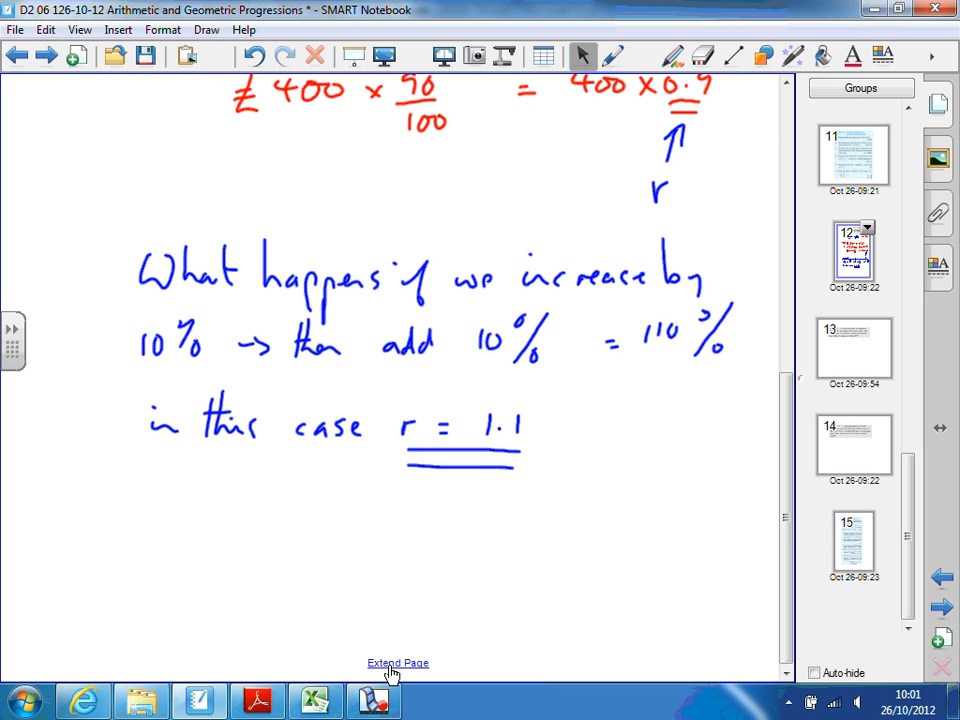 D2 06 126-10-12 Arithmetic and Geometric Progressions * - SMART Notebook
File Edit View Insert Format Draw Help
£ 400 × 90/100 = 400 × 0.9
r
What happens if we increase by
10% → then add 10% = 110%
in this case r = 1.1
Extend Page
Groups
11
Oct 26-09:21
12
Oct 26-09:22
13
Oct 26-09:54
14
Oct 26-09:22
15
Oct 26-09:23
Auto-hide
10:01
26/10/2012